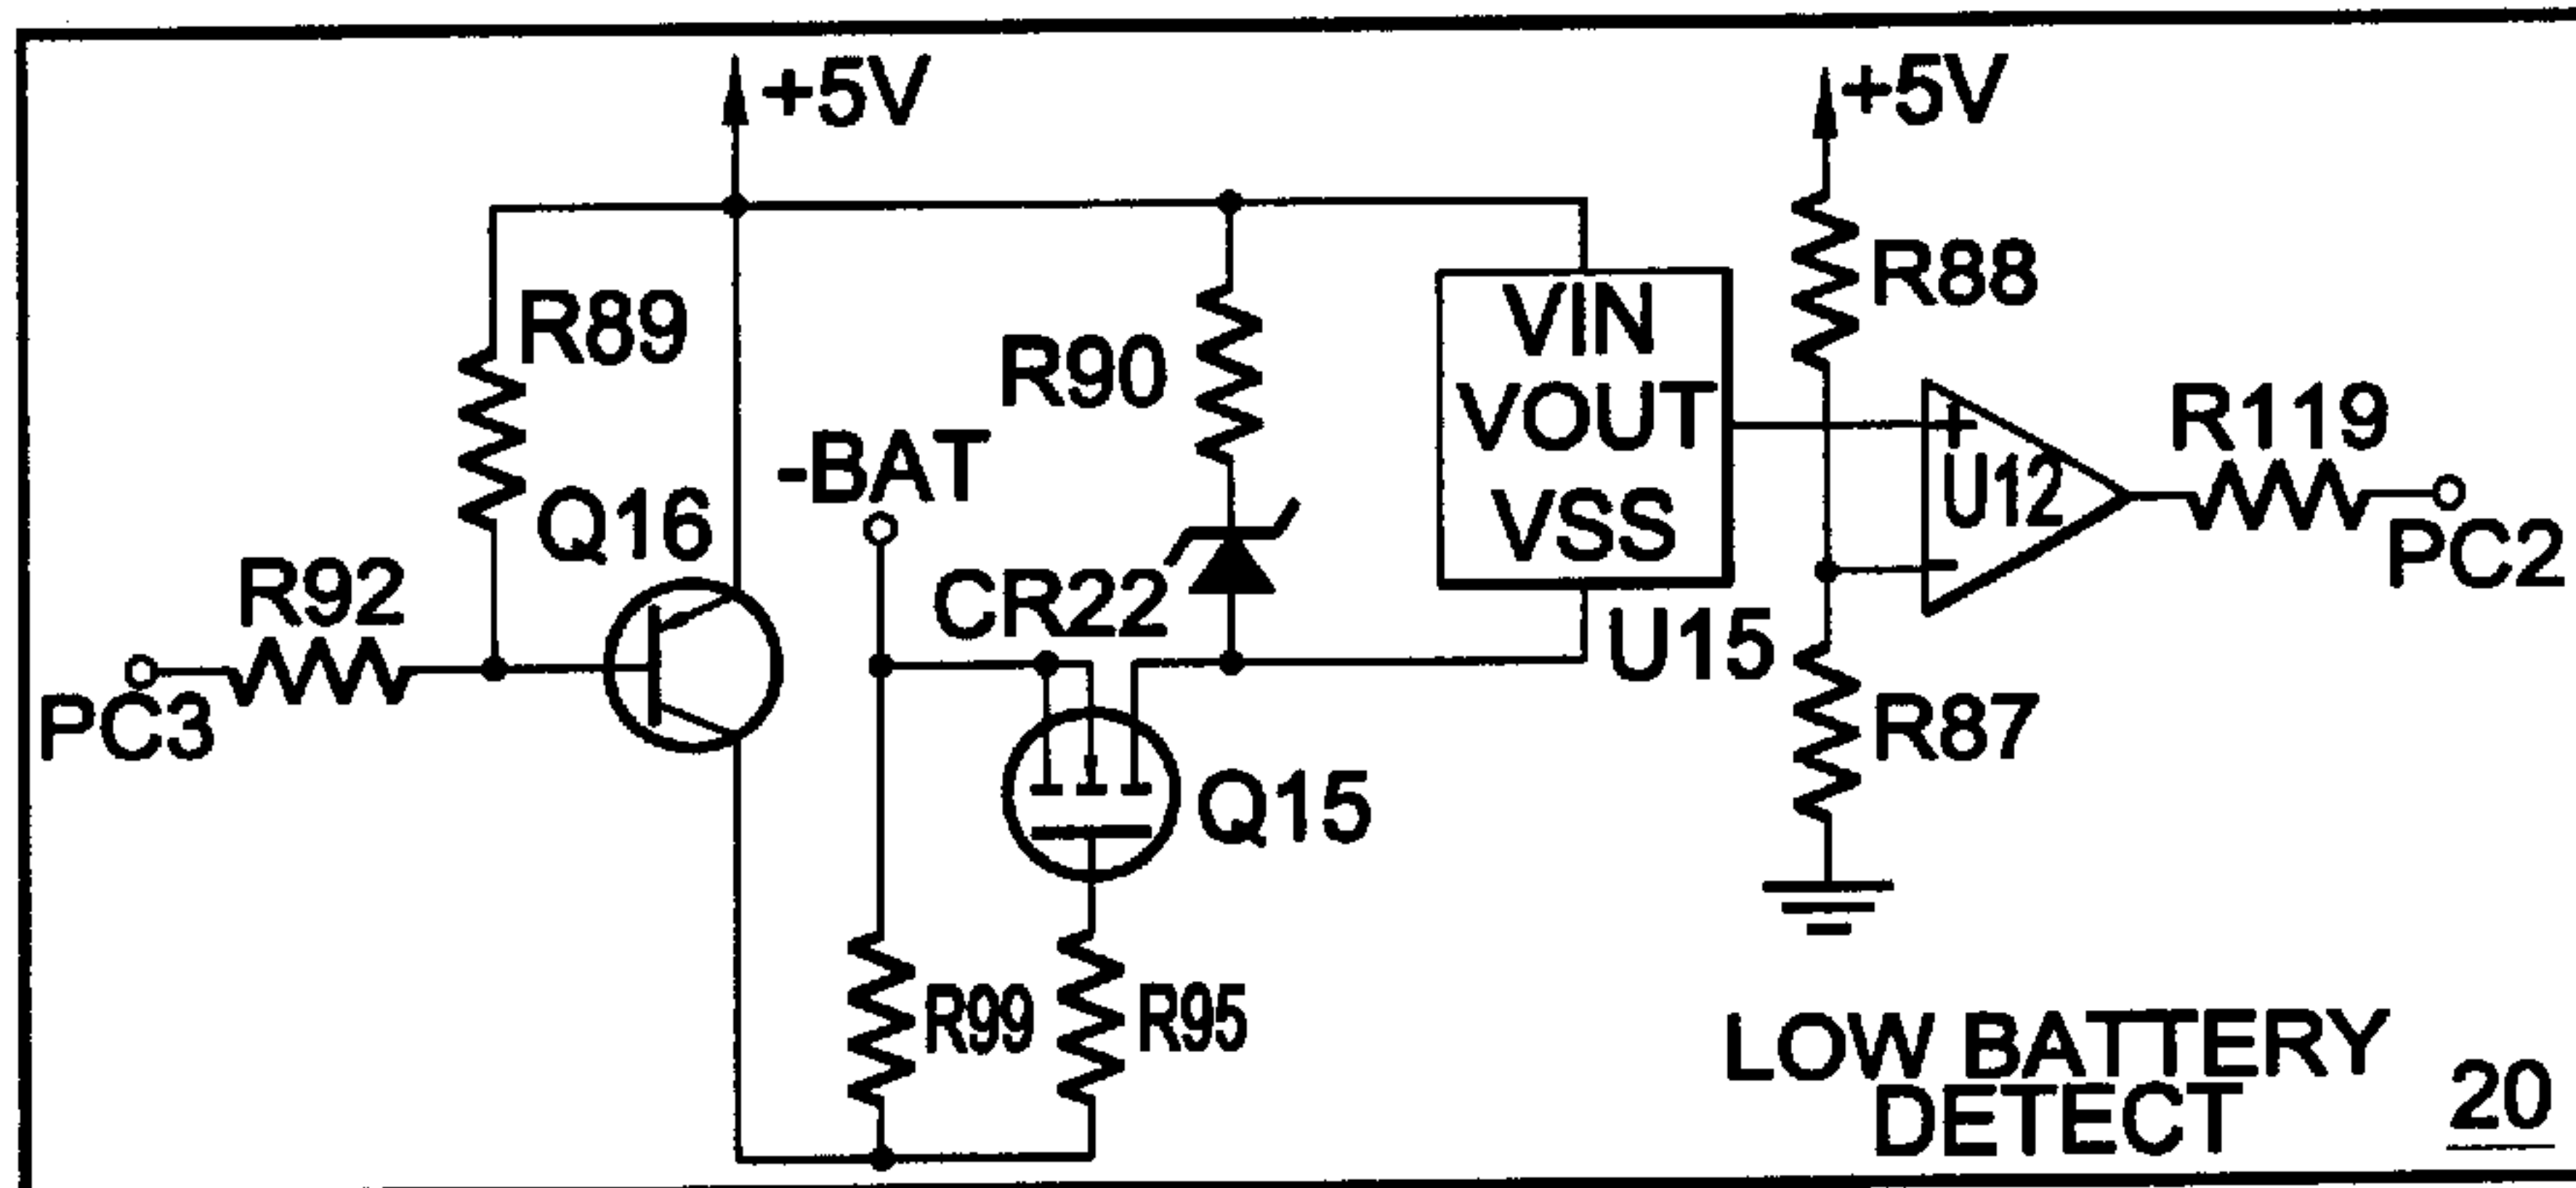 +5V
+5V
R89
R88
R90
VIN
VOUT
VSS
-BAT
+
R119
Q16
U12
R92
CR22
-
PC2
PC3
U15
R87
Q15
R99
R95
LOW BATTERY
DETECT
20